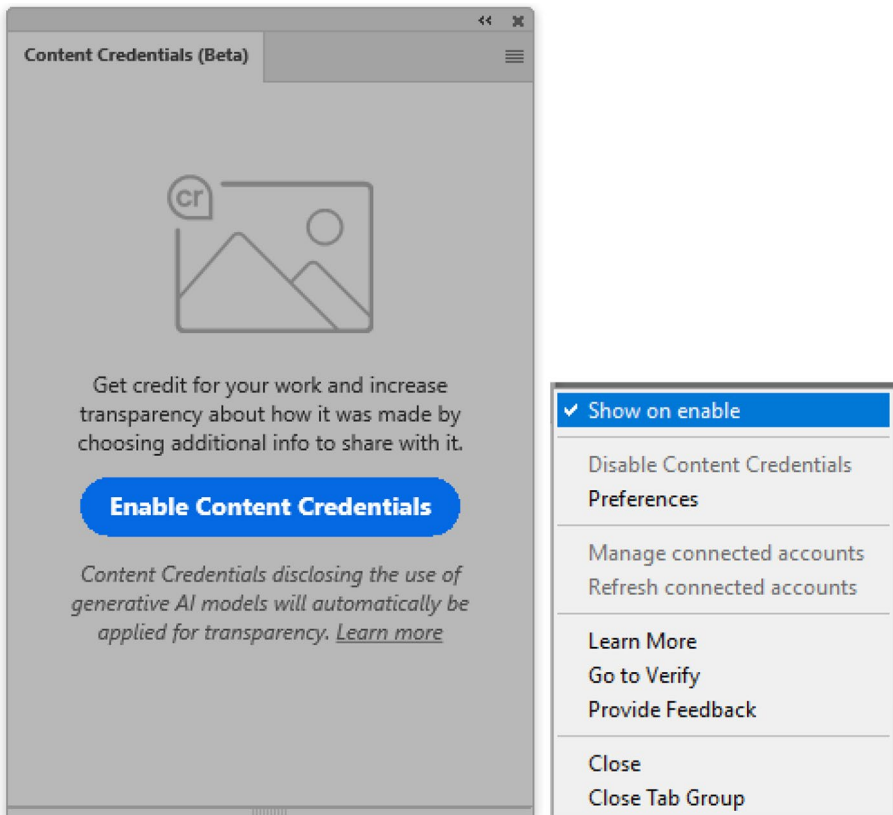 Content Credentials (Beta)
cr
Get credit for your work and increase
transparency about how it was made by
choosing additional info to share with it.
Enable Content Credentials
Content Credentials disclosing the use of
generative AI models will automatically be
applied for transparency. Learn more
Show on enable
Disable Content Credentials
Preferences
Manage connected accounts
Refresh connected accounts
Learn More
Go to Verify
Provide Feedback
Close
Close Tab Group